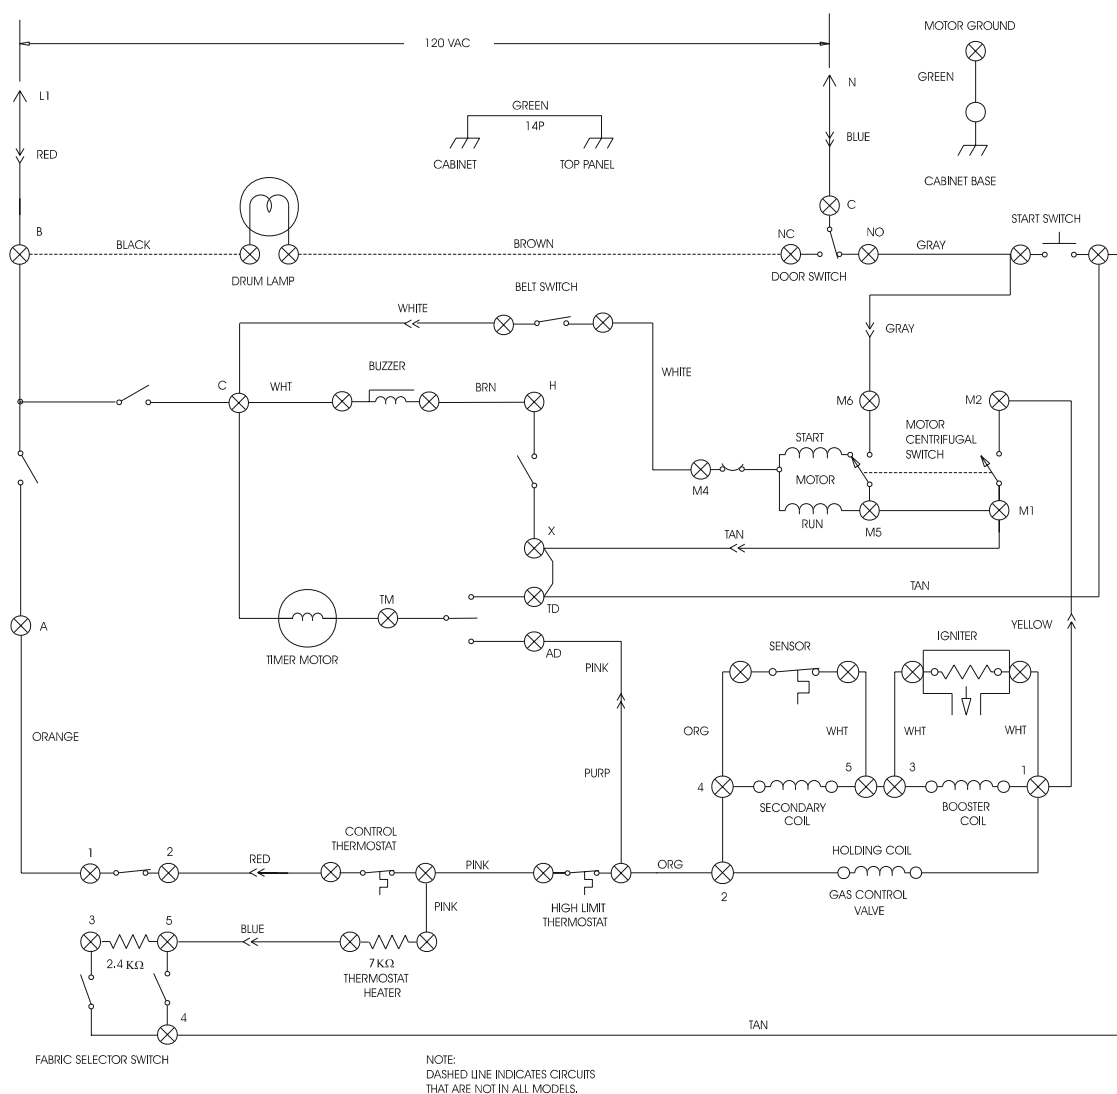 MOTOR GROUND
120 VAC
GREEN
L1
N
GREEN
14P
RED
BLUE
CABINET
TOP PANEL
CABINET BASE
C
START SWITCH
B
BLACK
BROWN
NC
NO
GRAY
DRUM LAMP
DOOR SWITCH
BELT SWITCH
WHITE
GRAY
BUZZER
WHITE
C
WHT
BRN
H
M6
M2
MOTOR
CENTRIFUGAL
SWITCH
START
MOTOR
M4
RUN
M5
M1
X
TAN
TAN
TM
TD
A
YELLOW
IGNITER
SENSOR
TIMER MOTOR
AD
PINK
ORANGE
ORG
WHT
WHT
WHT
PURP
4
5
3
1
SECONDARY
COIL
BOOSTER
COIL
CONTROL
THERMOSTAT
1
2
RED
PINK
ORG
HOLDING COIL
2
GAS CONTROL
VALVE
HIGH LIMIT
THERMOSTAT
PINK
3
5
BLUE
2.4 KΩ
7 KΩ
THERMOSTAT
HEATER
4
TAN
FABRIC SELECTOR SWITCH
NOTE:
DASHED LINE INDICATES CIRCUITS
THAT ARE NOT IN ALL MODELS.